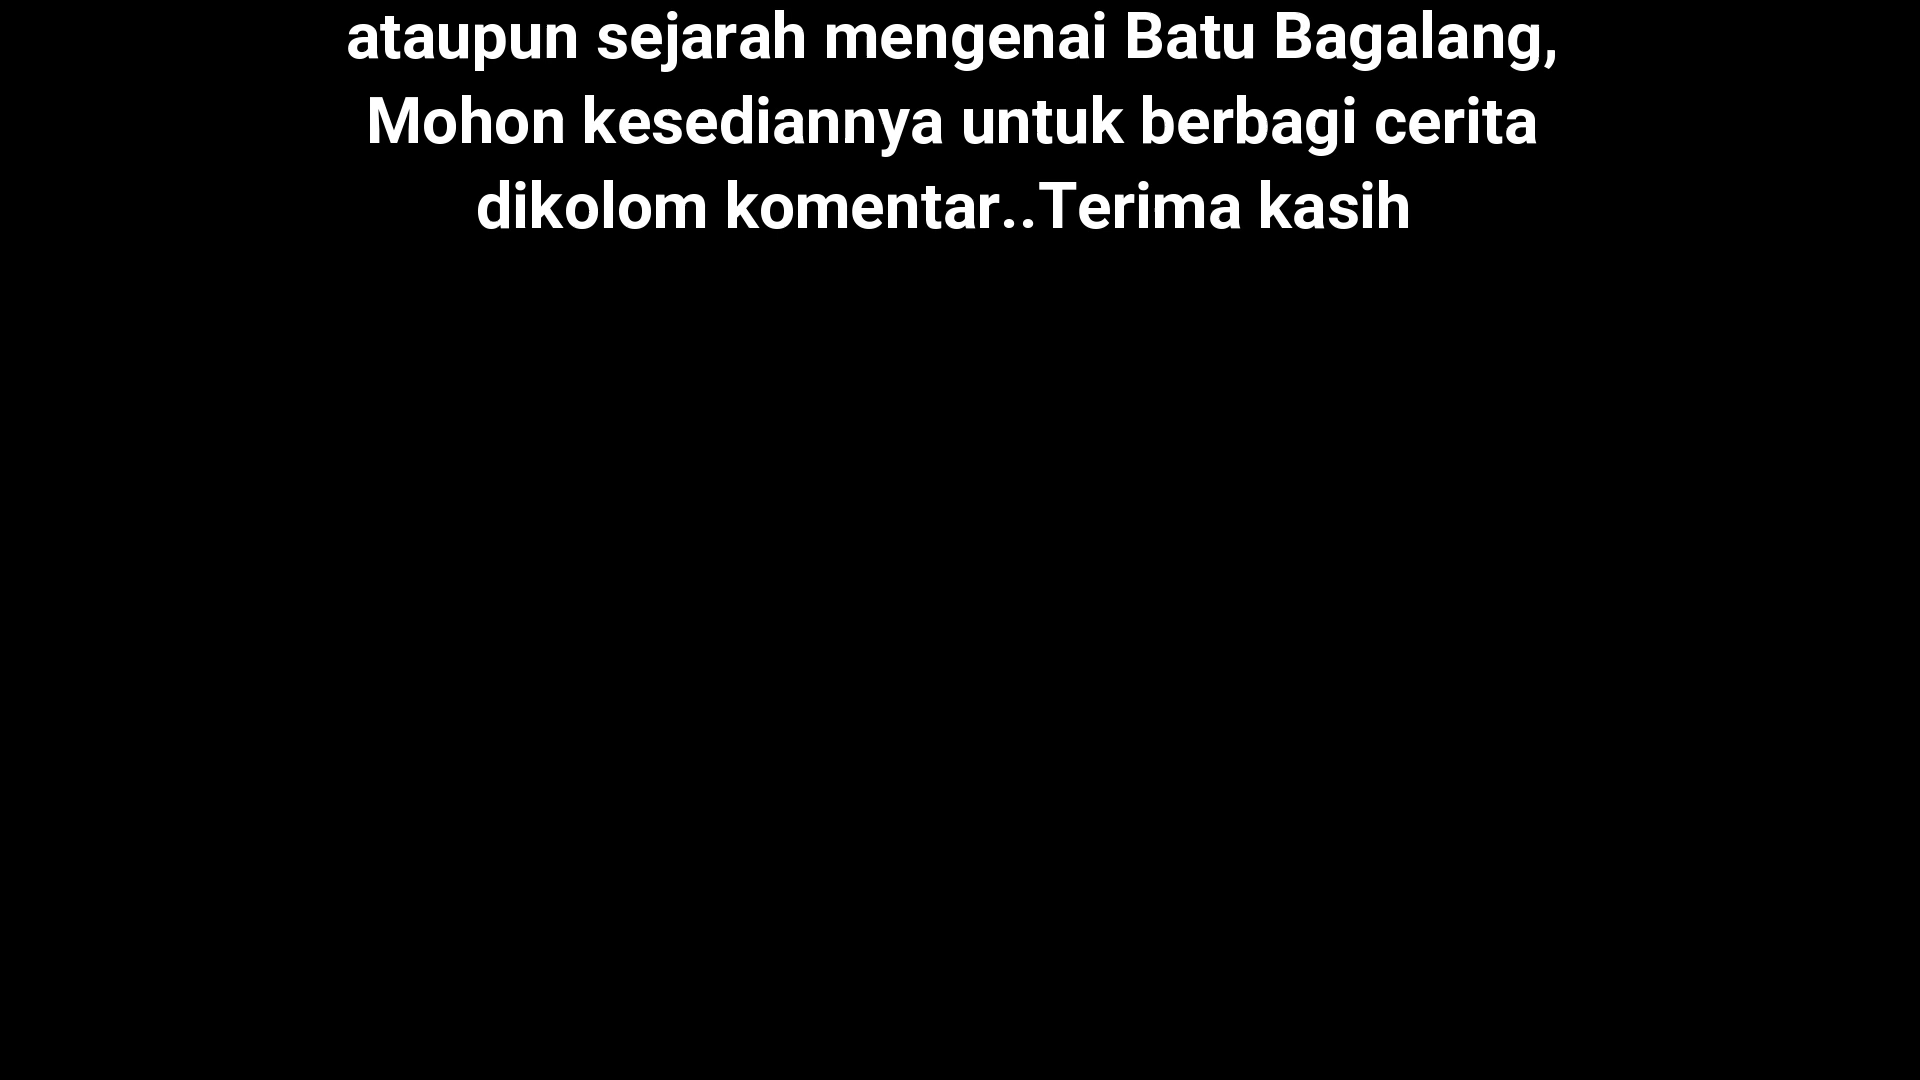 ataupun sejarah mengenai Batu Bagalang,
Mohon kesediannya untuk berbagi cerita
dikolom komentar..Terima kasih